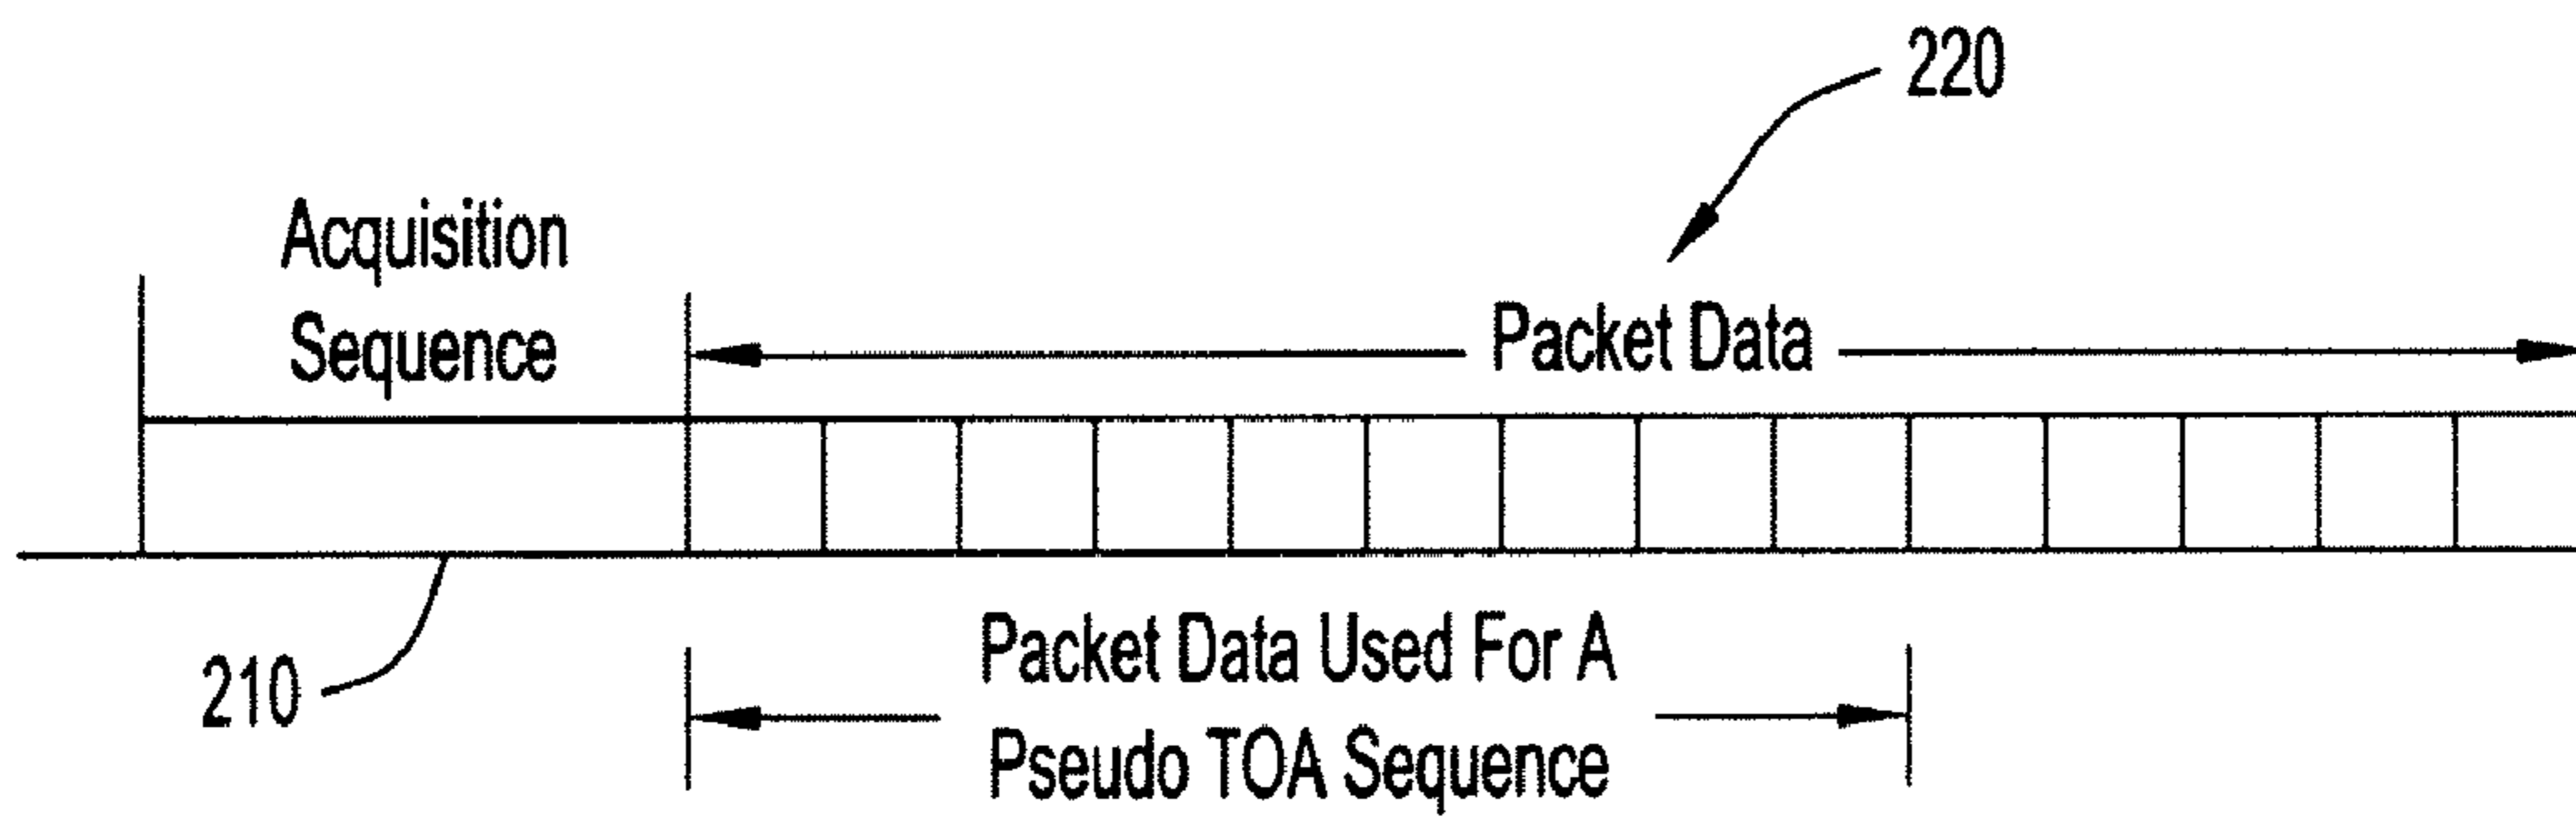 220
Acquisition
Sequence
Packet Data
210
Packet Data Used For A
Pseudo TOA Sequence